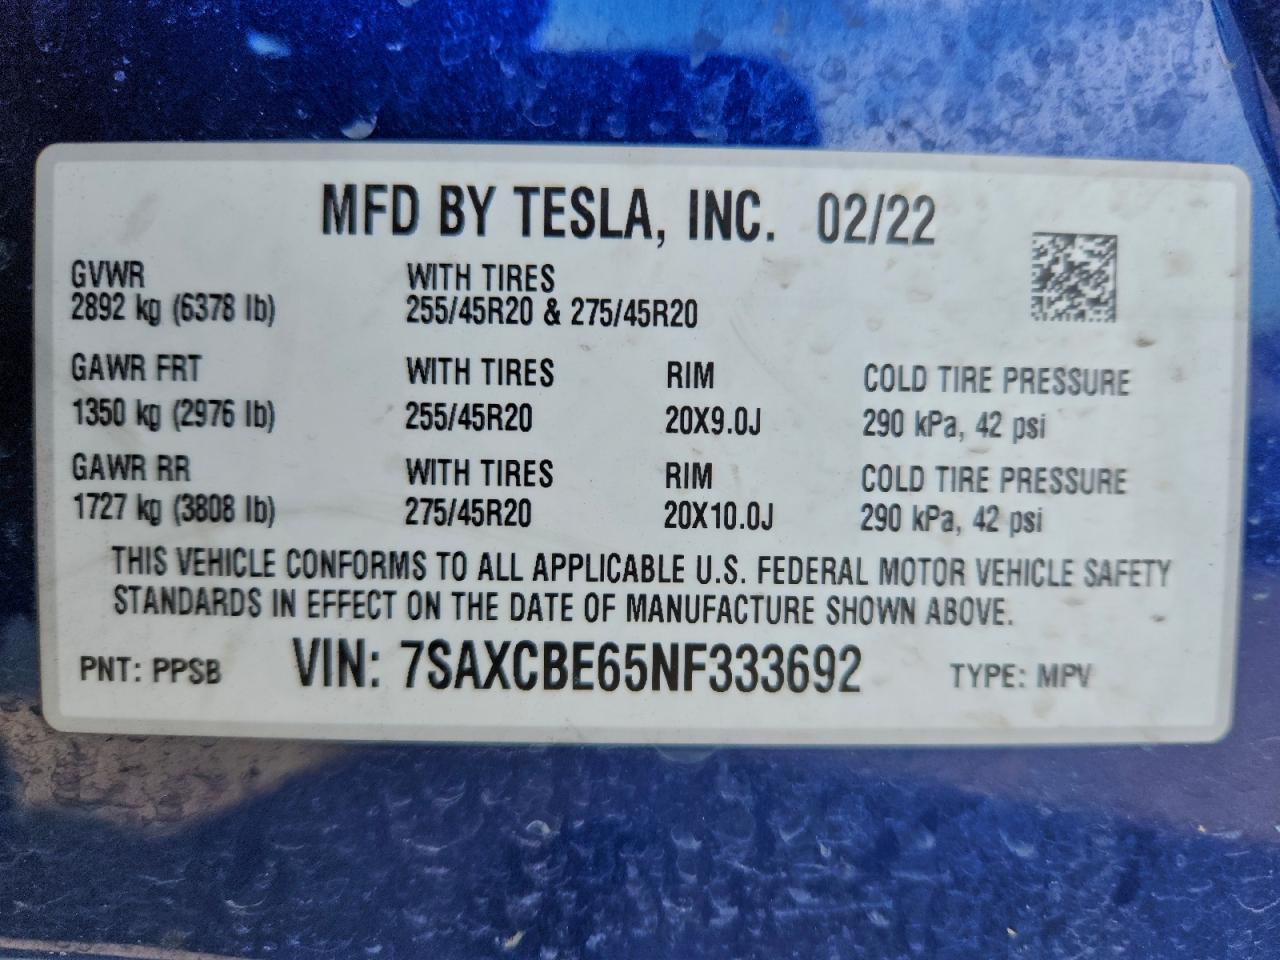 MFD BY TESLA, INC. 02/22
GVWR WITH TIRES
2892 kg (6378 lb) 255/45R20 & 275/45R20
GAWR FRT WITH TIRES RIM COLD TIRE PRESSURE
1350 kg (2976 lb) 255/45R20 20X9.0J 290 kPa, 42 psi
GAWR RR WITH TIRES RIM COLD TIRE PRESSURE
1727 kg (3808 lb) 275/45R20 20X10.0J 290 kPa, 42 psi
THIS VEHICLE CONFORMS TO ALL APPLICABLE U.S. FEDERAL MOTOR VEHICLE SAFETY
STANDARDS IN EFFECT ON THE DATE OF MANUFACTURE SHOWN ABOVE.
PNT: PPSB VIN: 7SAXCBE65NF333692 TYPE: MPV